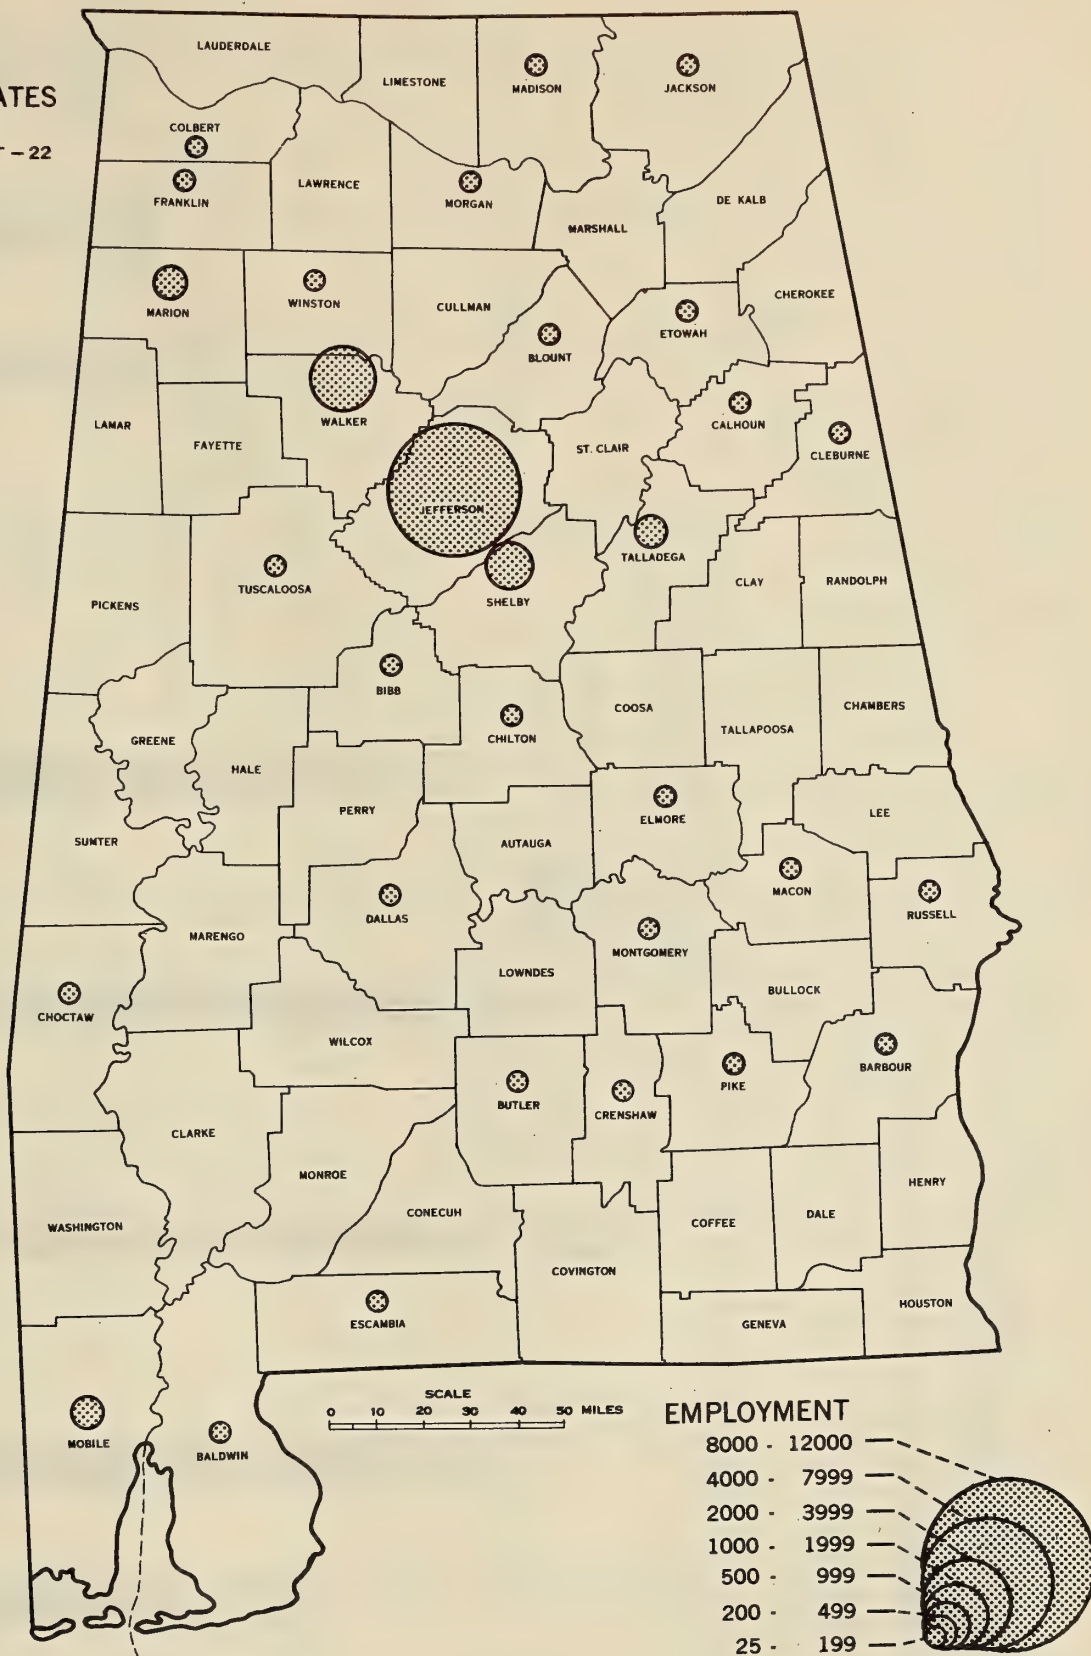 ATES
LAUDERDALE
LIMESTONE
MADISON
JACKSON
COLBERT
T – 22
FRANKLIN
LAWRENCE
MORGAN
DE KALB
MARSHALL
MARION
WINSTON
CULLMAN
CHEROKEE
ETOWAH
BLOUNT
LAMAR
WALKER
FAYETTE
ST. CLAIR
CALHOUN
CLEBURNE
JEFFERSON
TALLADEGA
PICKENS
TUSCALOOSA
SHELBY
CLAY
RANDOLPH
BIBB
GREENE
HALE
CHILTON
COOSA
TALLAPOOSA
CHAMBERS
SUMTER
PERRY
AUTAUGA
ELMORE
LEE
MACON
RUSSELL
DALLAS
MARENGO
LOWNDES
MONTGOMERY
BULLOCK
CHOCTAW
WILCOX
BUTLER
CRENSHAW
PIKE
BARBOUR
CLARKE
MONROE
CONECUH
COFFEE
DALE
HENRY
WASHINGTON
COVINGTON
ESCAMBIA
GENEVA
HOUSTON
MOBILE
BALDWIN
SCALE
0 10 20 30 40 50 MILES
EMPLOYMENT
8000 - 12000
4000 - 7999
2000 - 3999
1000 - 1999
500 - 999
200 - 499
25 - 199